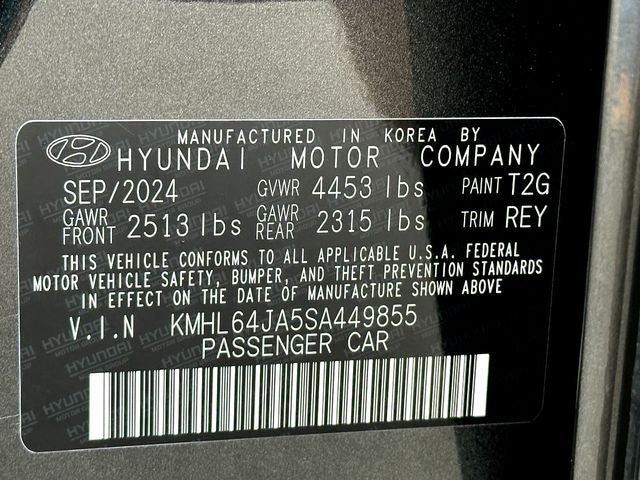 MANUFACTURED IN KOREA BY
HYUNDAI MOTOR COMPANY
SEP/2024 GVWR 4453 lbs PAINT T2G
GAWR FRONT 2513 lbs GAWR REAR 2315 lbs TRIM REY
THIS VEHICLE CONFORMS TO ALL APPLICABLE U.S.A. FEDERAL
MOTOR VEHICLE SAFETY, BUMPER, AND THEFT PREVENTION STANDARDS
IN EFFECT ON THE DATE OF MANUFACTURE SHOWN ABOVE
V.I.N KMHL64JA5SA449855
PASSENGER CAR